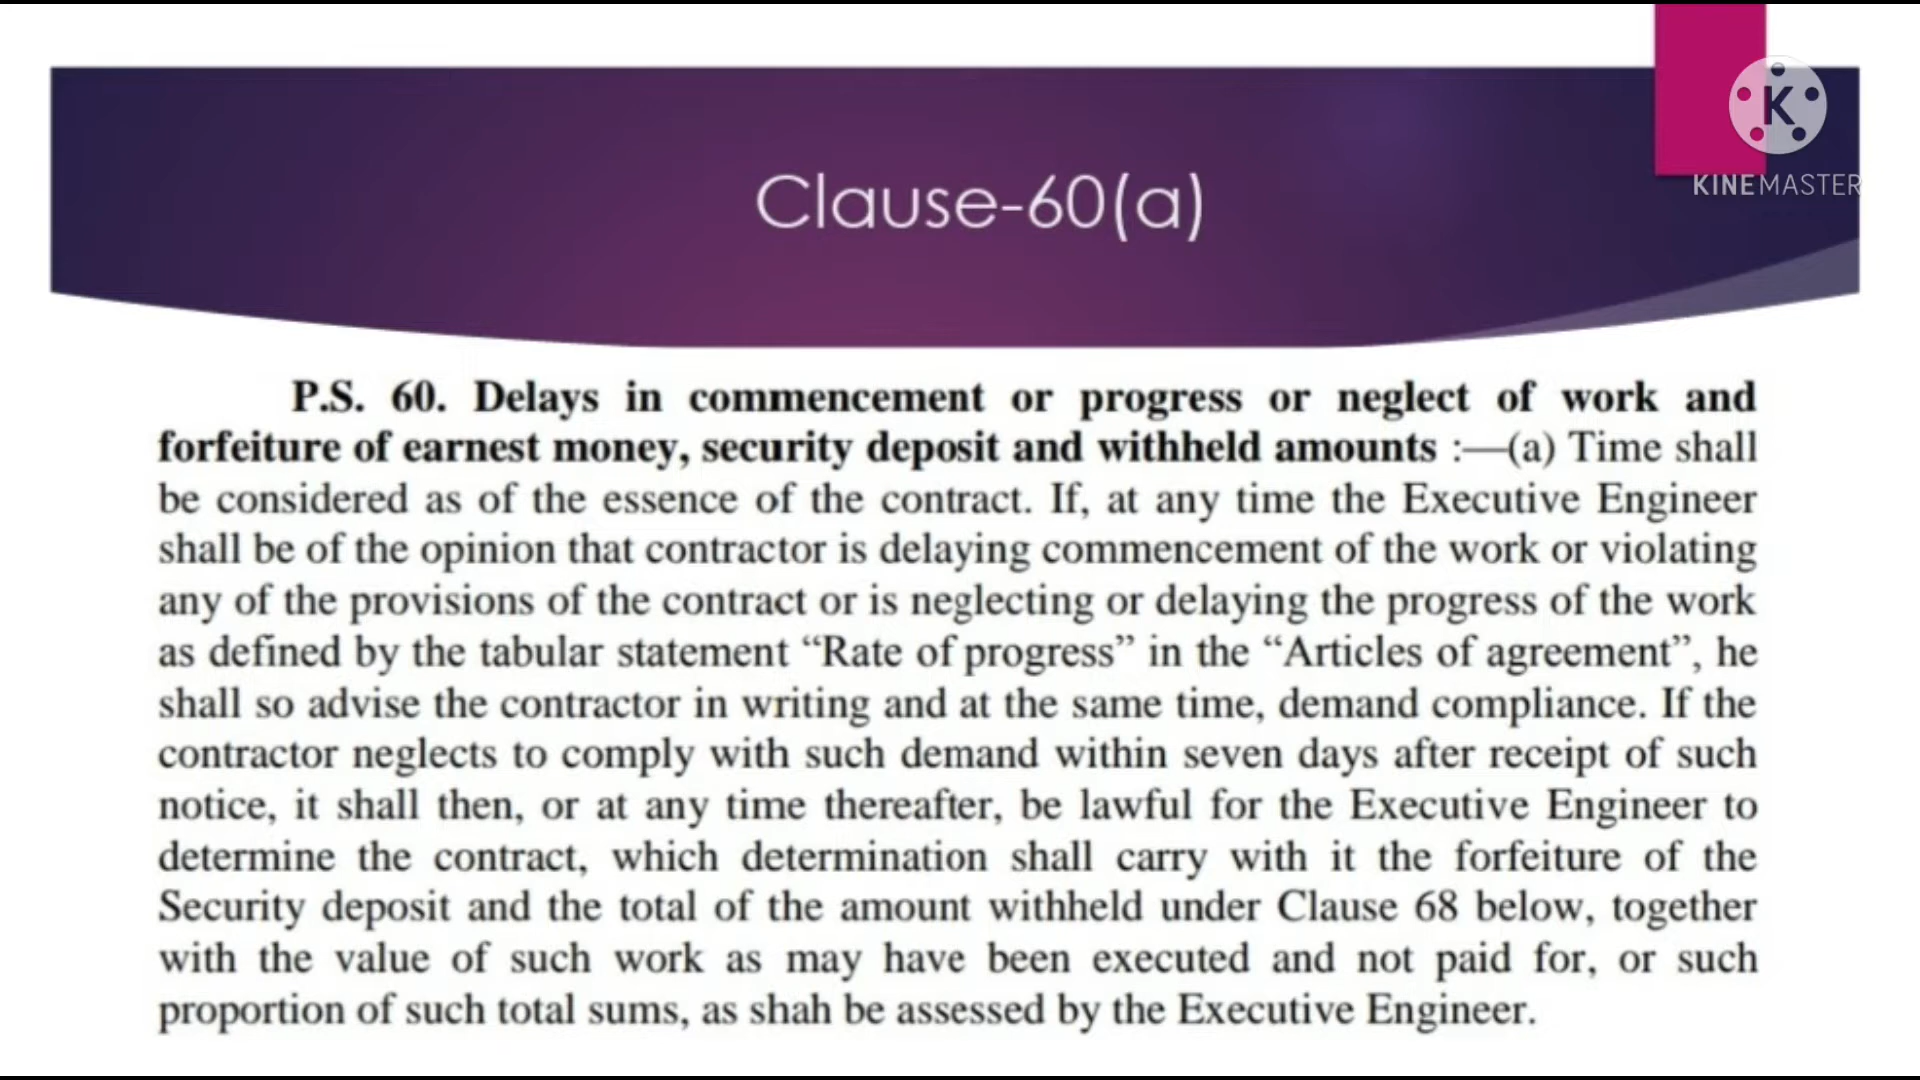 K
KINEMASTER
Clause-60(a)
P.S. 60. Delays in commencement or progress or neglect of work and
forfeiture of earnest money, security deposit and withheld amounts :—(a) Time shall
be considered as of the essence of the contract. If, at any time the Executive Engineer
shall be of the opinion that contractor is delaying commencement of the work or violating
any of the provisions of the contract or is neglecting or delaying the progress of the work
as defined by the tabular statement “Rate of progress” in the “Articles of agreement”, he
shall so advise the contractor in writing and at the same time, demand compliance. If the
contractor neglects to comply with such demand within seven days after receipt of such
notice, it shall then, or at any time thereafter, be lawful for the Executive Engineer to
determine the contract, which determination shall carry with it the forfeiture of the
Security deposit and the total of the amount withheld under Clause 68 below, together
with the value of such work as may have been executed and not paid for, or such
proportion of such total sums, as shah be assessed by the Executive Engineer.